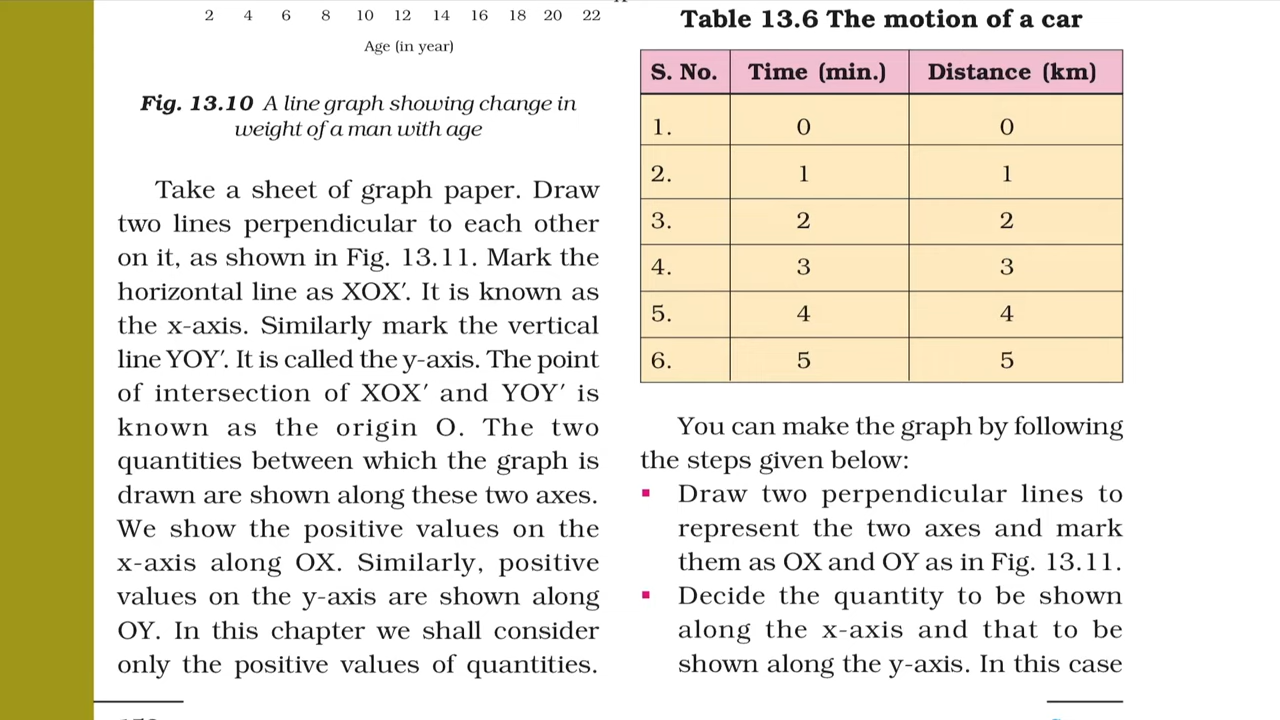 2 4 6 8 10 12 14 16 18 20 22
Age (in year)
Fig. 13.10 A line graph showing change in
weight of a man with age
Take a sheet of graph paper. Draw
two lines perpendicular to each other
on it, as shown in Fig. 13.11. Mark the
horizontal line as XOX′. It is known as
the x-axis. Similarly mark the vertical
line YOY′. It is called the y-axis. The point
of intersection of XOX′ and YOY′ is
known as the origin O. The two
quantities between which the graph is
drawn are shown along these two axes.
We show the positive values on the
x-axis along OX. Similarly, positive
values on the y-axis are shown along
OY. In this chapter we shall consider
only the positive values of quantities.
Table 13.6 The motion of a car
S. No. Time (min.) Distance (km)
1. 0 0
2. 1 1
3. 2 2
4. 3 3
5. 4 4
6. 5 5
You can make the graph by following
the steps given below:
▪ Draw two perpendicular lines to
represent the two axes and mark
them as OX and OY as in Fig. 13.11.
▪ Decide the quantity to be shown
along the x-axis and that to be
shown along the y-axis. In this case